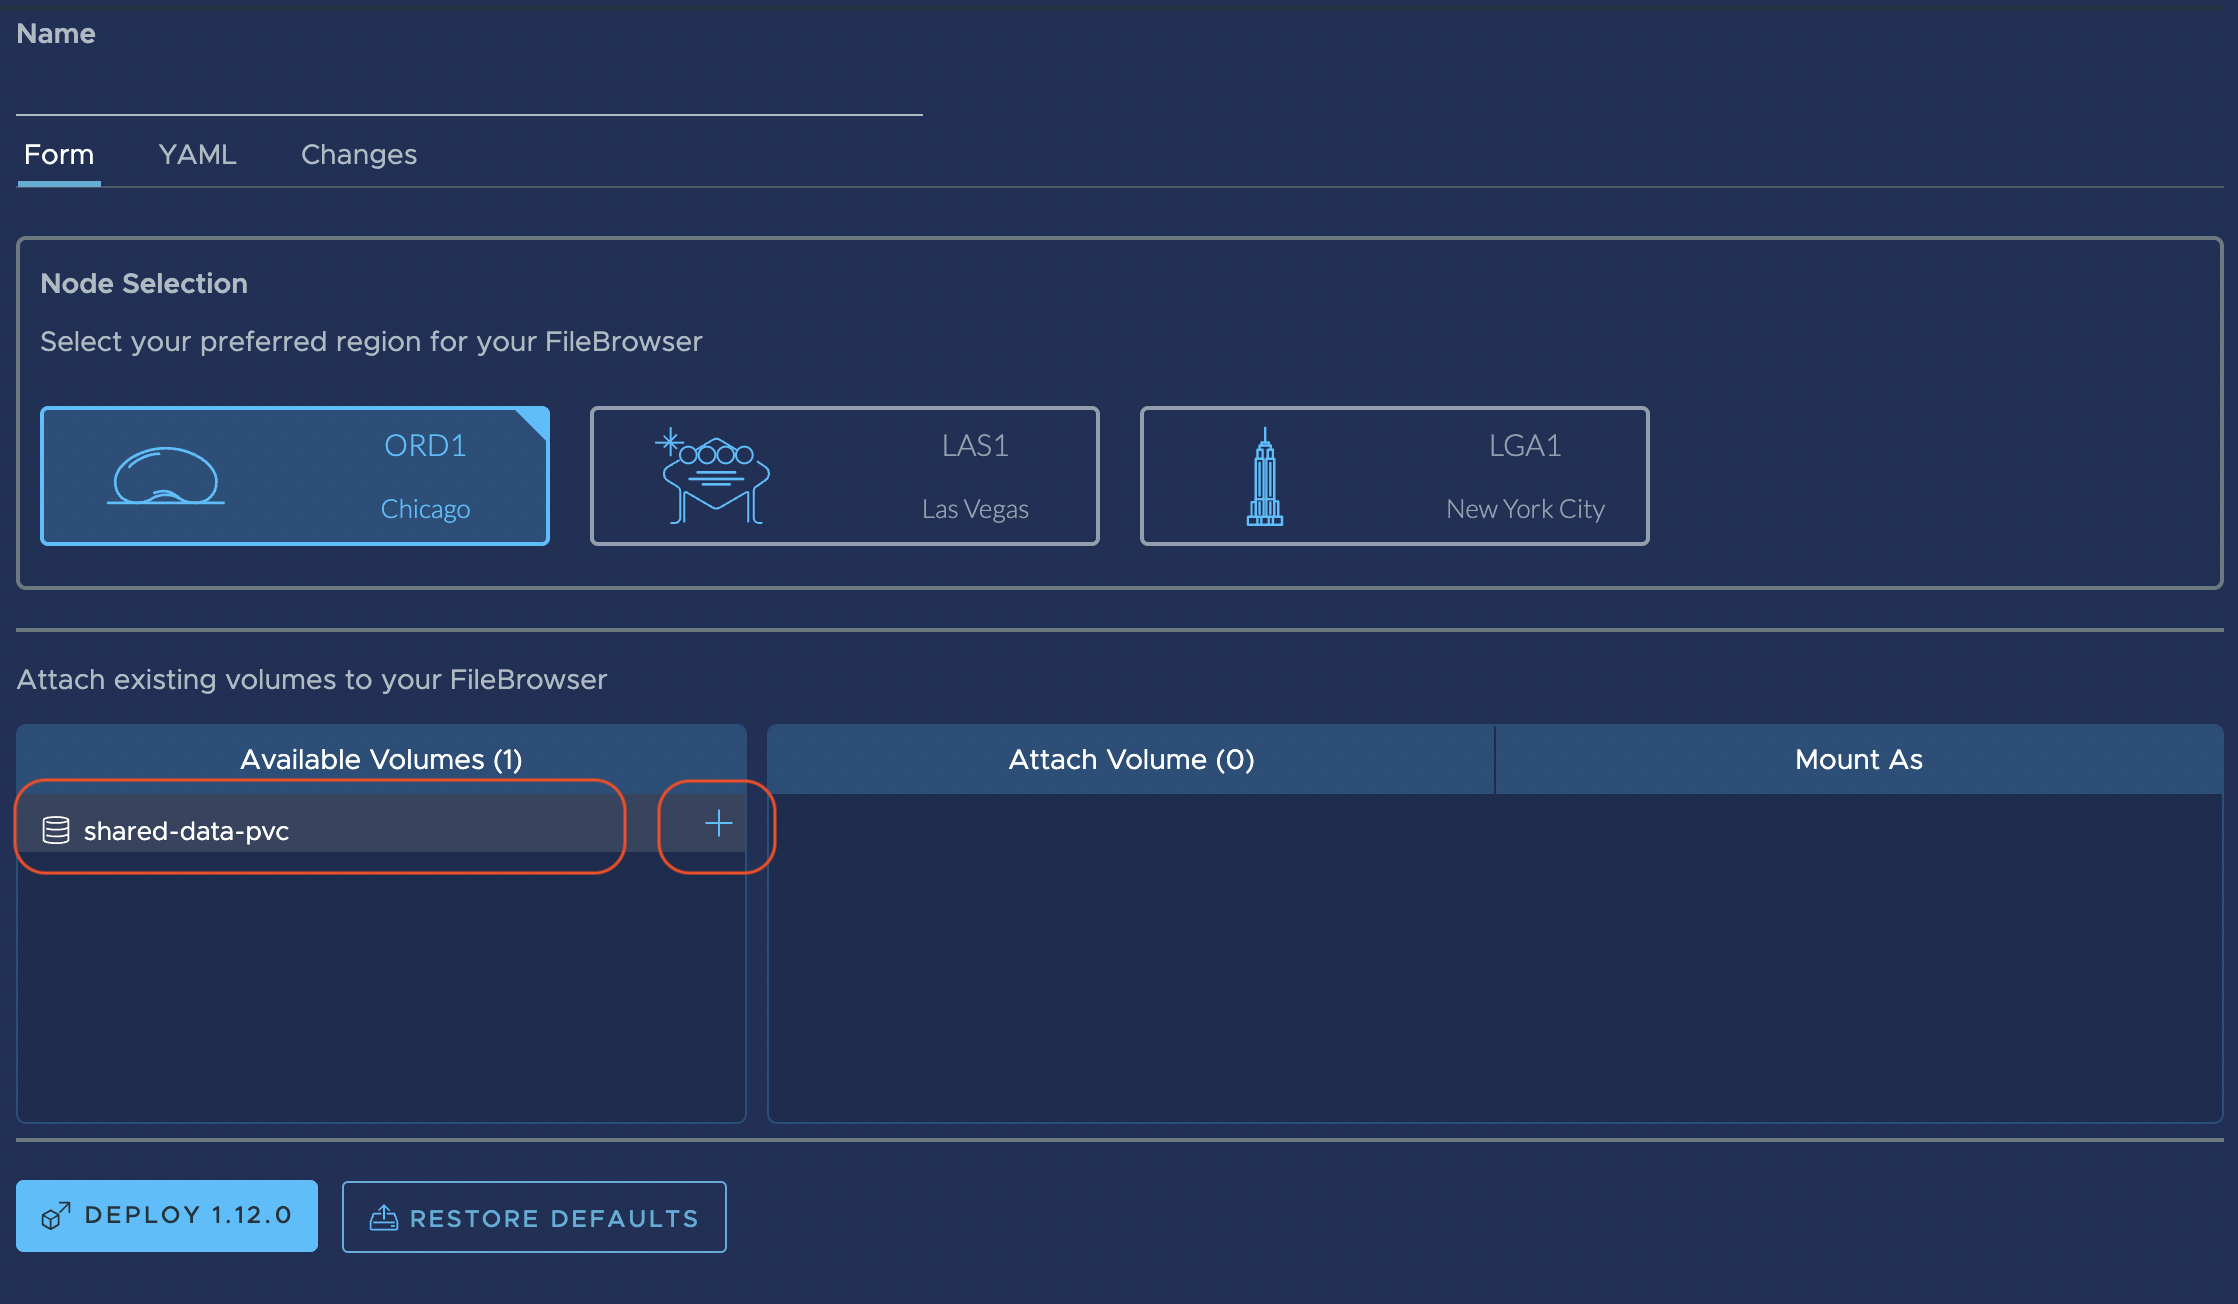 Name
Form YAML Changes
Node Selection
Select your preferred region for your FileBrowser
ORD1 LAS1 LGA1
Chicago Las Vegas New York City
Attach existing volumes to your FileBrowser
Available Volumes (1) Attach Volume (0) Mount As
shared-data-pvc
DEPLOY 1.12.0 RESTORE DEFAULTS